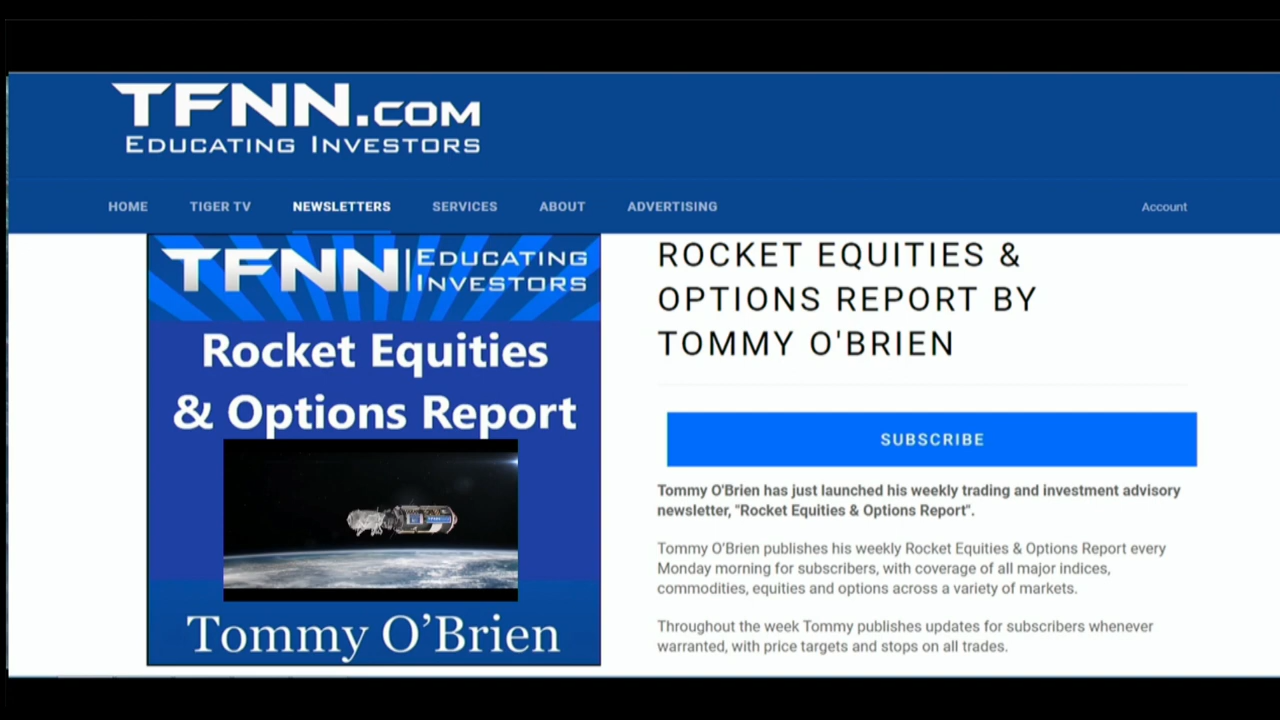 TFNN.COM
EDUCATING INVESTORS
HOME TIGER TV NEWSLETTERS SERVICES ABOUT ADVERTISING Account
TFNN EDUCATING INVESTORS
Rocket Equities
& Options Report
Tommy O’Brien
ROCKET EQUITIES &
OPTIONS REPORT BY
TOMMY O'BRIEN
SUBSCRIBE
Tommy O'Brien has just launched his weekly trading and investment advisory
newsletter, "Rocket Equities & Options Report".
Tommy O’Brien publishes his weekly Rocket Equities & Options Report every
Monday morning for subscribers, with coverage of all major indices,
commodities, equities and options across a variety of markets.
Throughout the week Tommy publishes updates for subscribers whenever
warranted, with price targets and stops on all trades.